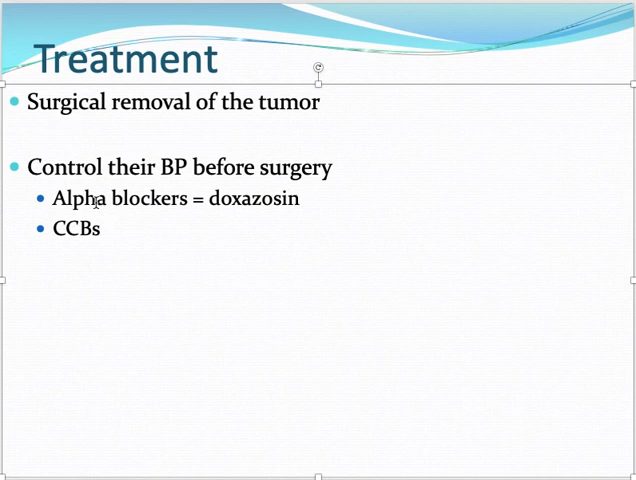 Treatment
Surgical removal of the tumor
Control their BP before surgery
Alpha blockers = doxazosin
CCBs